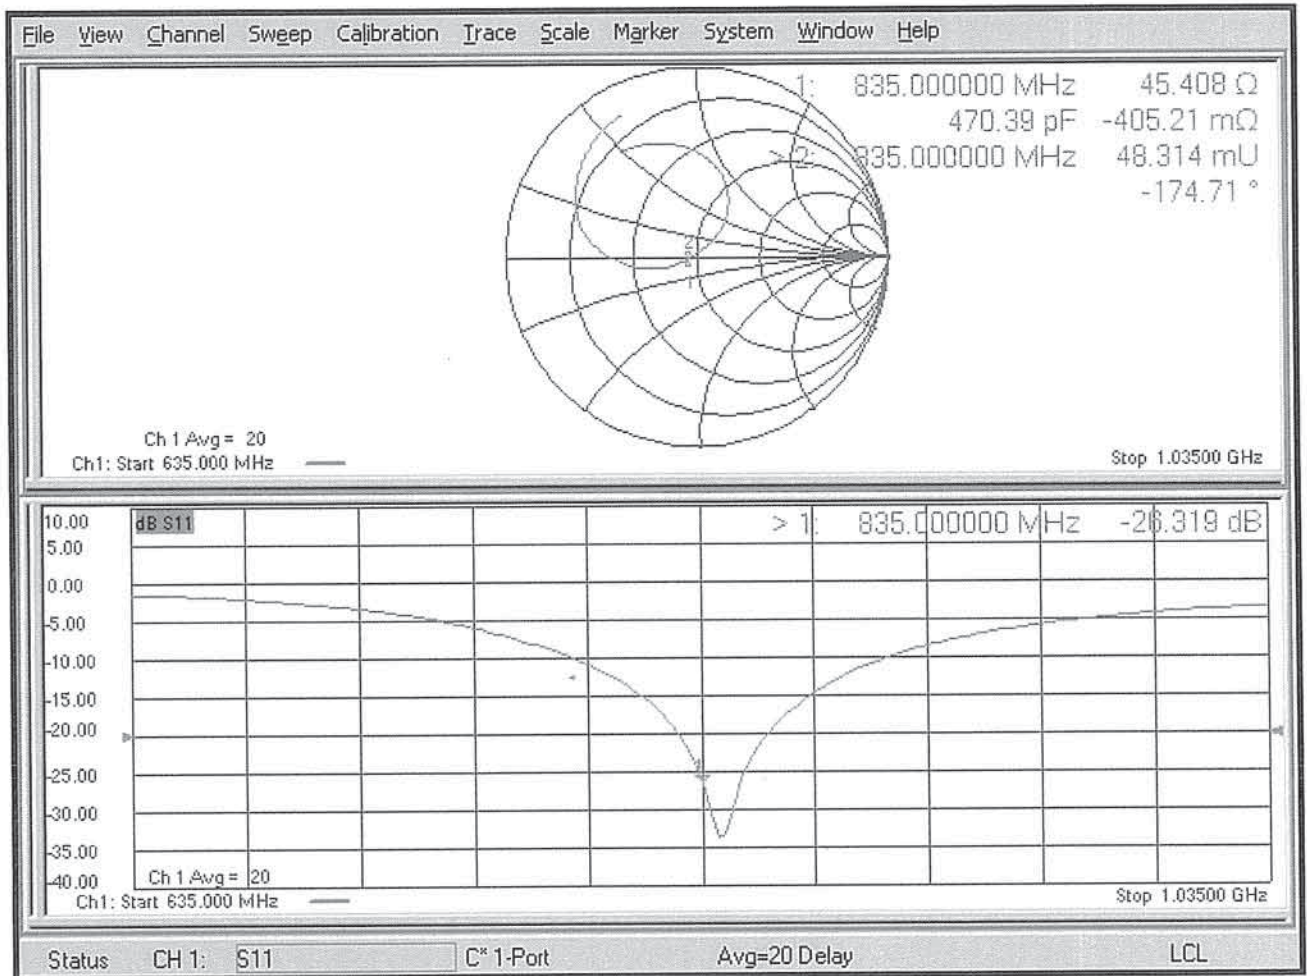 File View Channel Sweep Calibration Trace Scale Marker System Window Help
1: 835.000000 MHz 45.408 Ω
470.39 pF -405.21 mΩ
> 2: 835.000000 MHz 48.314 mU
-174.71 °
2
1
Ch 1 Avg = 20
Ch1: Start 635.000 MHz
Stop 1.03500 GHz
10.00
dB S11
> 1: 835.000000 MHz -26.319 dB
5.00
0.00
-5.00
-10.00
-15.00
-20.00
-25.00
1
-30.00
-35.00
-40.00
Ch 1 Avg = 20
Ch1: Start 635.000 MHz
Stop 1.03500 GHz
Status CH 1: S11 C* 1-Port Avg=20 Delay LCL